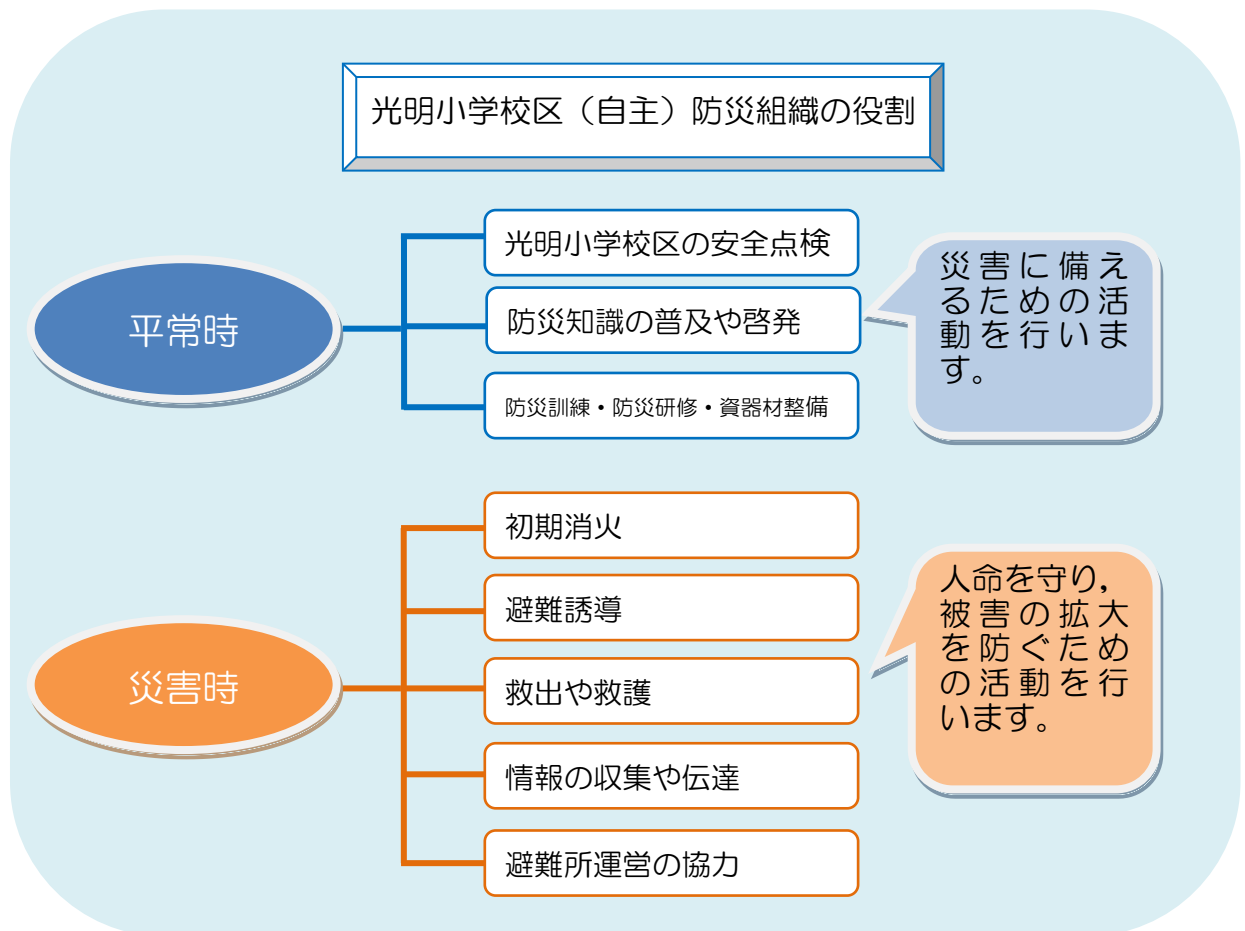 光明小学校区（自主）防災組織の役割
平常時
光明小学校区の安全点検
防災知識の普及や啓発
防災訓練・防災研修・資器材整備
災害に備え
るための活
動を行いま
す。
災害時
初期消火
避難誘導
救出や救護
情報の収集や伝達
避難所運営の協力
人命を守り，
被害の拡大
を防ぐため
の活動を行
います。